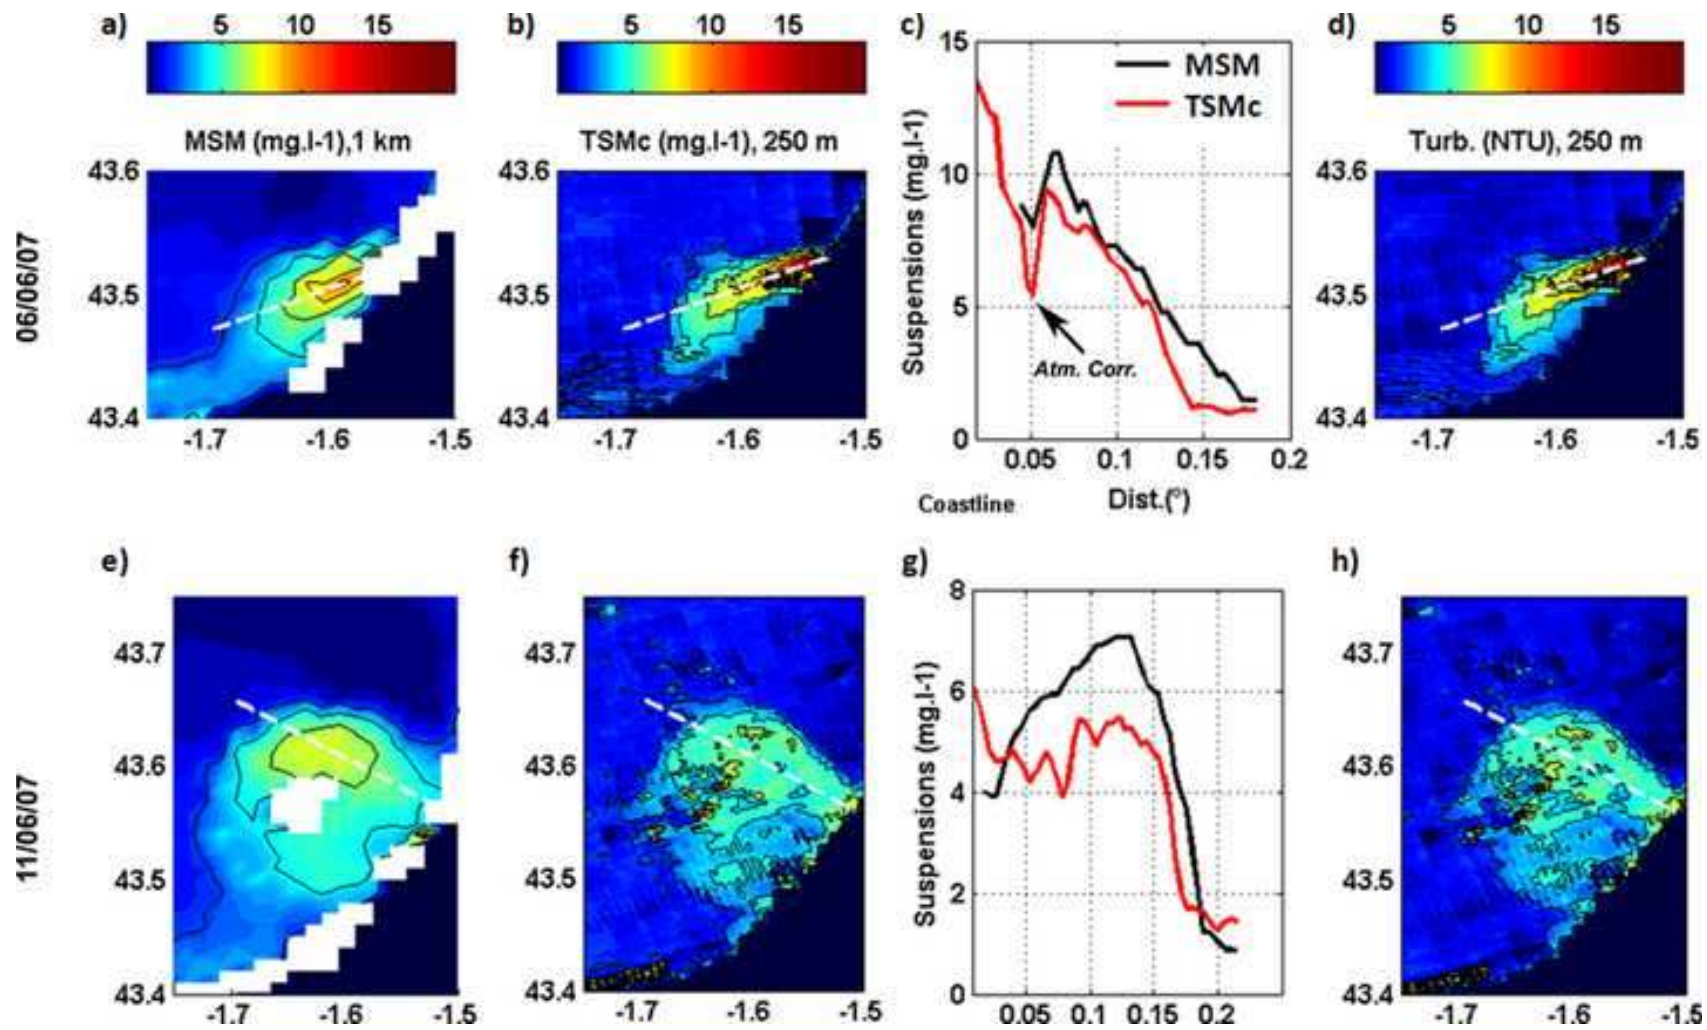 a) 5 10 15
b) 5 10 15
c) 15
d) 5 10 15
MSM
TSMc
MSM (mg.l-1),1 km
TSMc (mg.l-1), 250 m
Turb. (NTU), 250 m
06/06/07
43.6
43.5
43.4
-1.7 -1.6 -1.5
43.6
43.5
43.4
-1.7 -1.6 -1.5
Suspensions (mg.l-1)
10
5
0
Atm. Corr.
0.05 0.1 0.15 0.2
Coastline
Dist.(°)
43.6
43.5
43.4
-1.7 -1.6 -1.5
11/06/07
e)
43.7
43.6
43.5
43.4
-1.7 -1.6 -1.5
f)
43.7
43.6
43.5
43.4
-1.7 -1.6 -1.5
g)
Suspensions (mg.l-1)
8
6
4
2
0
0.05 0.1 0.15 0.2
h)
43.7
43.6
43.5
43.4
-1.7 -1.6 -1.5